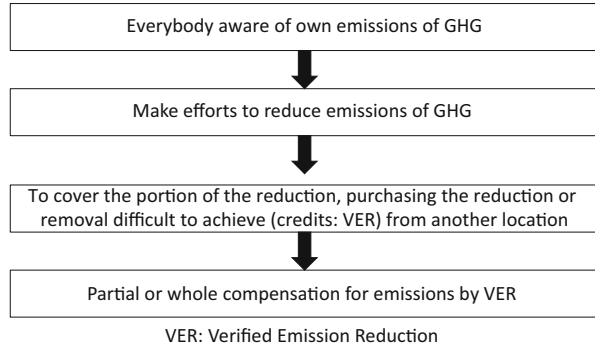 Everybody aware of own emissions of GHG
Make efforts to reduce emissions of GHG
To cover the portion of the reduction, purchasing the reduction or
removal difficult to achieve (credits: VER) from another location
Partial or whole compensation for emissions by VER
VER: Verified Emission Reduction